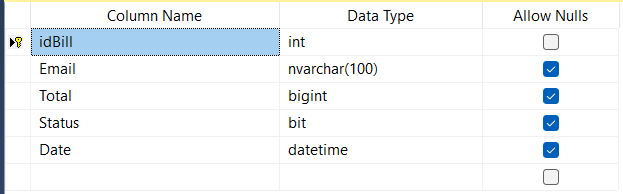 Column Name Data Type Allow Nulls
idBill int
Email nvarchar(100)
Total bigint
Status bit
Date datetime